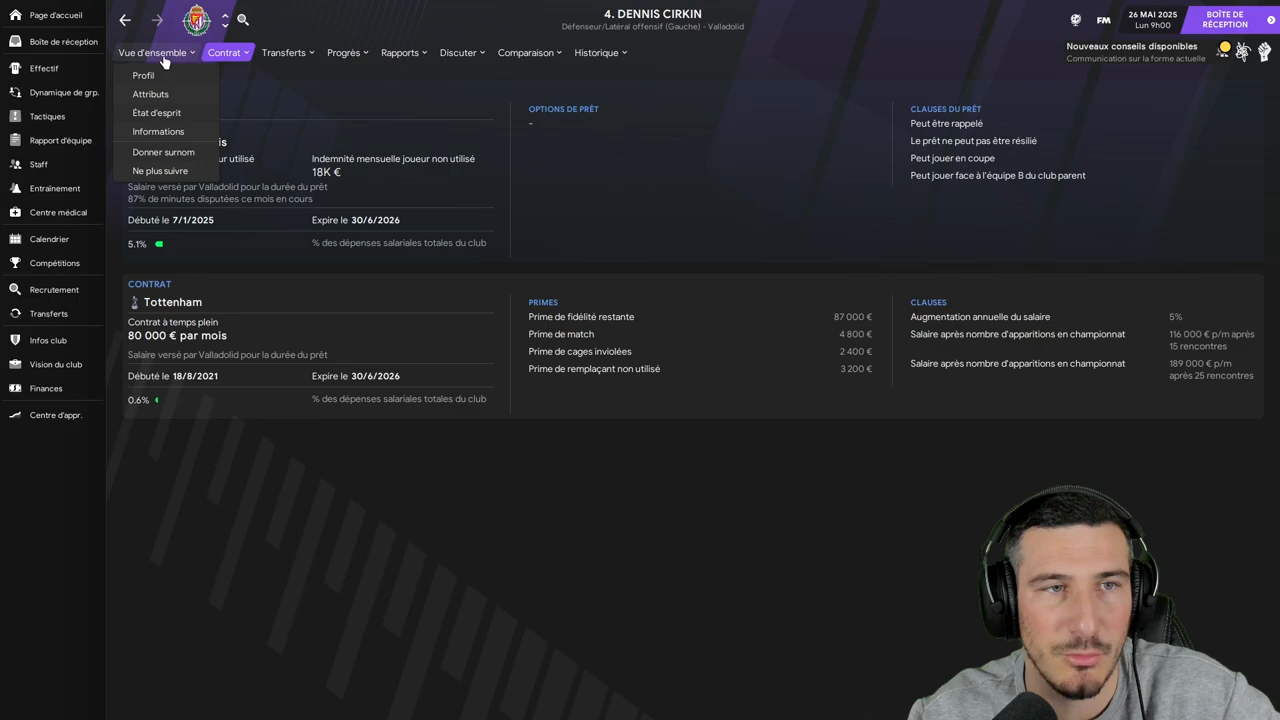 Page d'accueil
Boîte de réception
Effectif
Dynamique de grp.
Tactiques
Rapport d'équipe
Staff
Entraînement
Centre médical
Calendrier
Compétitions
Recrutement
Transferts
Infos club
Vision du club
Finances
Centre d'appr.
4. DENNIS CIRKIN
Défenseur/Latéral offensif (Gauche) - Valladolid
FM
26 MAI 2025
Lun 9h00
BOÎTE DE
RÉCEPTION
Vue d'ensemble
Contrat
Transferts
Progrès
Rapports
Discuter
Comparaison
Historique
Nouveaux conseils disponibles
Communication sur la forme actuelle
Profil
Attributs
État d'esprit
Informations
Donner surnom
Ne plus suivre
utilisé
Indemnité mensuelle joueur non utilisé
18K €
Salaire versé par Valladolid pour la durée du prêt
87% de minutes disputées ce mois en cours
Débuté le 7/1/2025
Expire le 30/6/2026
5.1%
% des dépenses salariales totales du club
OPTIONS DE PRÊT
-
CLAUSES DU PRÊT
Peut être rappelé
Le prêt ne peut pas être résilié
Peut jouer en coupe
Peut jouer face à l'équipe B du club parent
CONTRAT
Tottenham
Contrat à temps plein
80 000 € par mois
Salaire versé par Valladolid pour la durée du prêt
Débuté le 18/8/2021
Expire le 30/6/2026
0.6%
% des dépenses salariales totales du club
PRIMES
Prime de fidélité restante 87 000 €
Prime de match 4 800 €
Prime de cages inviolées 2 400 €
Prime de remplaçant non utilisé 3 200 €
CLAUSES
Augmentation annuelle du salaire 5%
Salaire après nombre d'apparitions en championnat 116 000 € p/m après
15 rencontres
Salaire après nombre d'apparitions en championnat 189 000 € p/m
après 25 rencontres